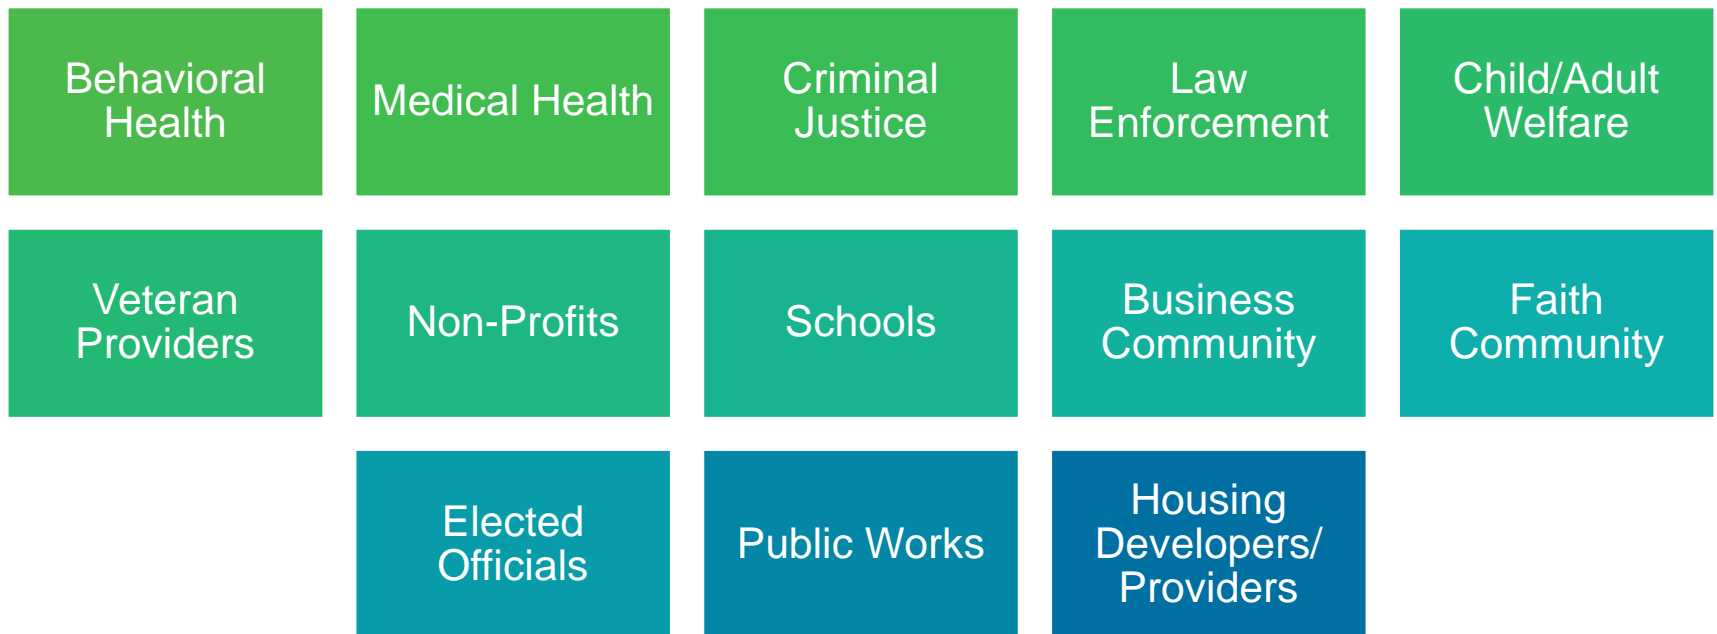 Behavioral
Health
Medical Health
Criminal
Justice
Law
Enforcement
Child/Adult
Welfare
Veteran
Providers
Non-Profits
Schools
Business
Community
Faith
Community
Elected
Officials
Public Works
Housing
Developers/
Providers